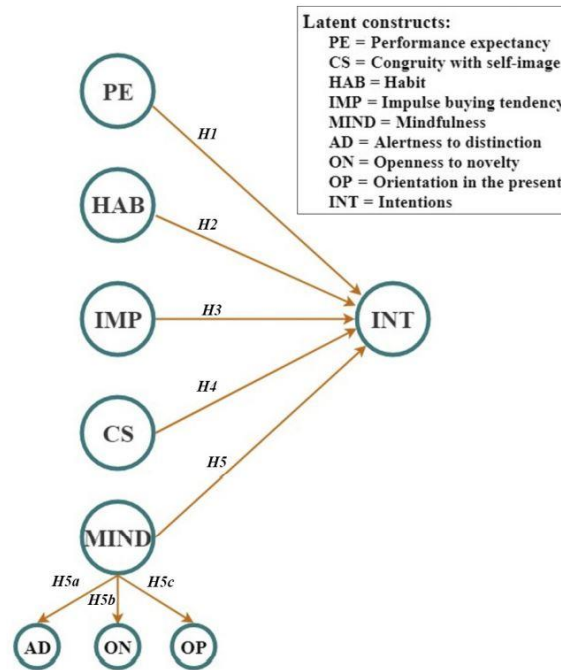 Latent constructs:
PE = Performance expectancy
CS = Congruity with self-image
HAB = Habit
IMP = Impulse buying tendency
MIND = Mindfulness
AD = Alertness to distinction
ON = Openness to novelty
OP = Orientation in the present
INT = Intentions
PE
H1
HAB
H2
IMP
H3
INT
CS
H4
H5
MIND
H5a
H5b
H5c
AD
ON
OP